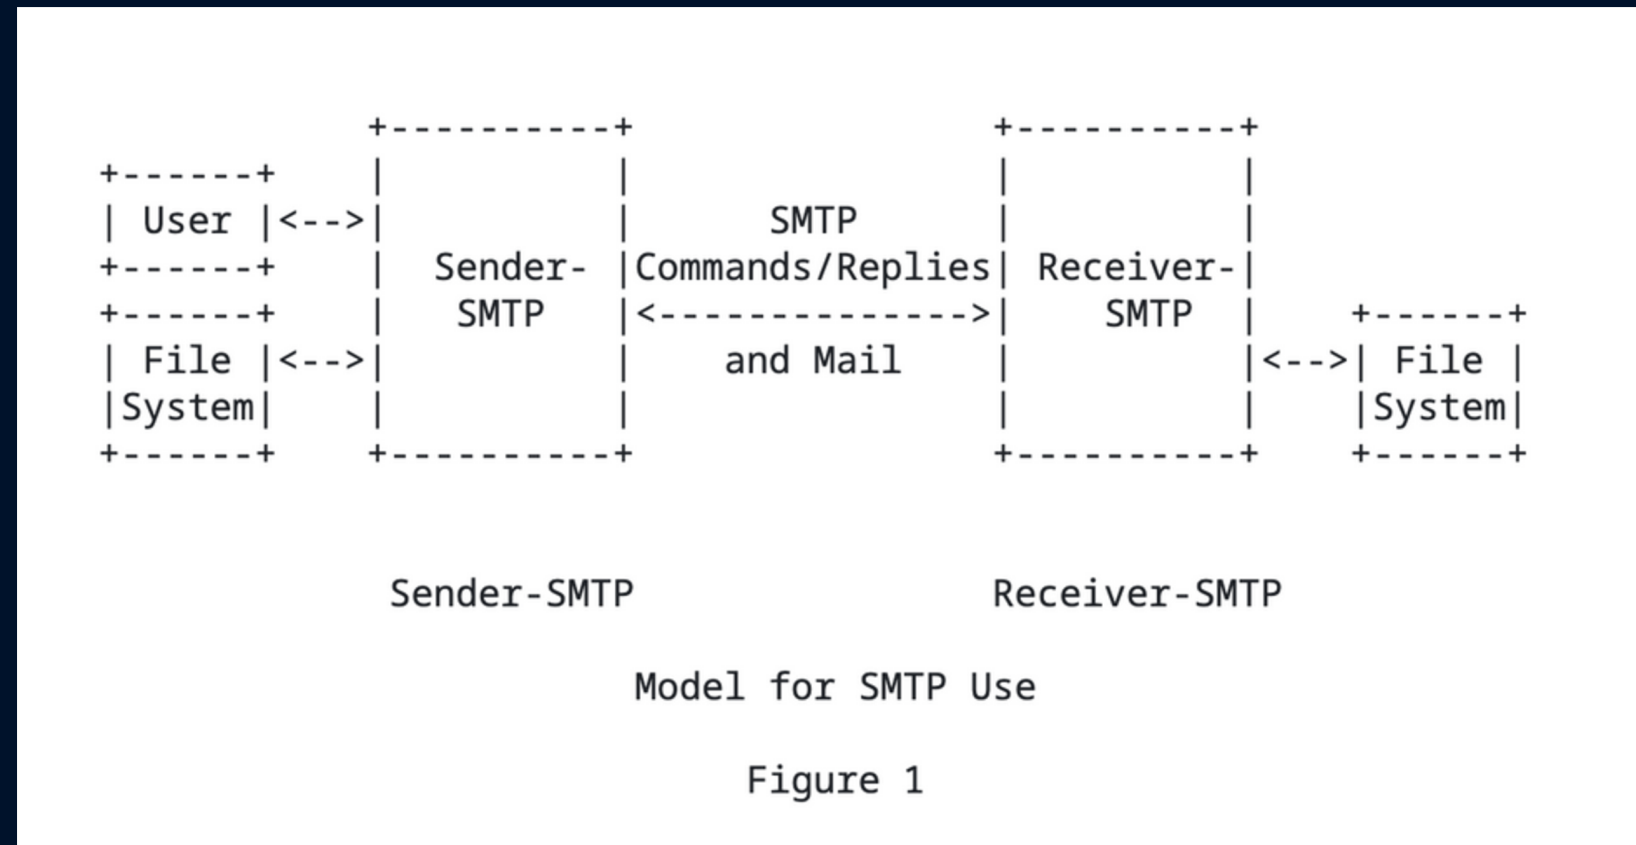 +----------+                +----------+
+------+    |          |                |          |
| User |<-->|          |      SMTP      |          |
+------+    |  Sender- |Commands/Replies| Receiver-|
+------+    |   SMTP   |<-------------->|    SMTP  |    +------+
| File |<-->|          |    and Mail    |          |<-->| File |
|System|    |          |                |          |    |System|
+------+    +----------+                +----------+    +------+
             Sender-SMTP                Receiver-SMTP
                        Model for SMTP Use
                             Figure 1